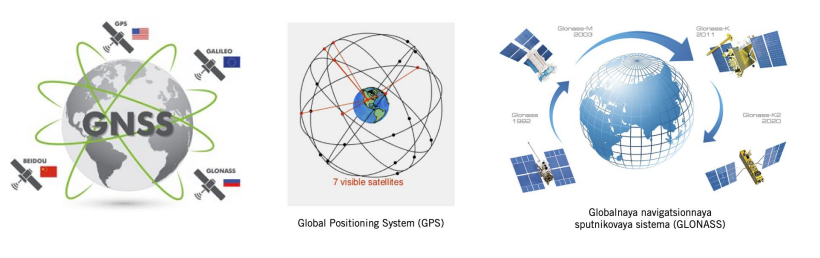 GPS
GALILEO
GNSS
BEIDOU
GLONASS
7 visible satellites
Global Positioning System (GPS)
Glonass-M
2003
Glonass-K
2011
Glonass
1982
Glonass-K2
2020
Globalnaya navigatsionnaya
sputnikovaya sistema (GLONASS)